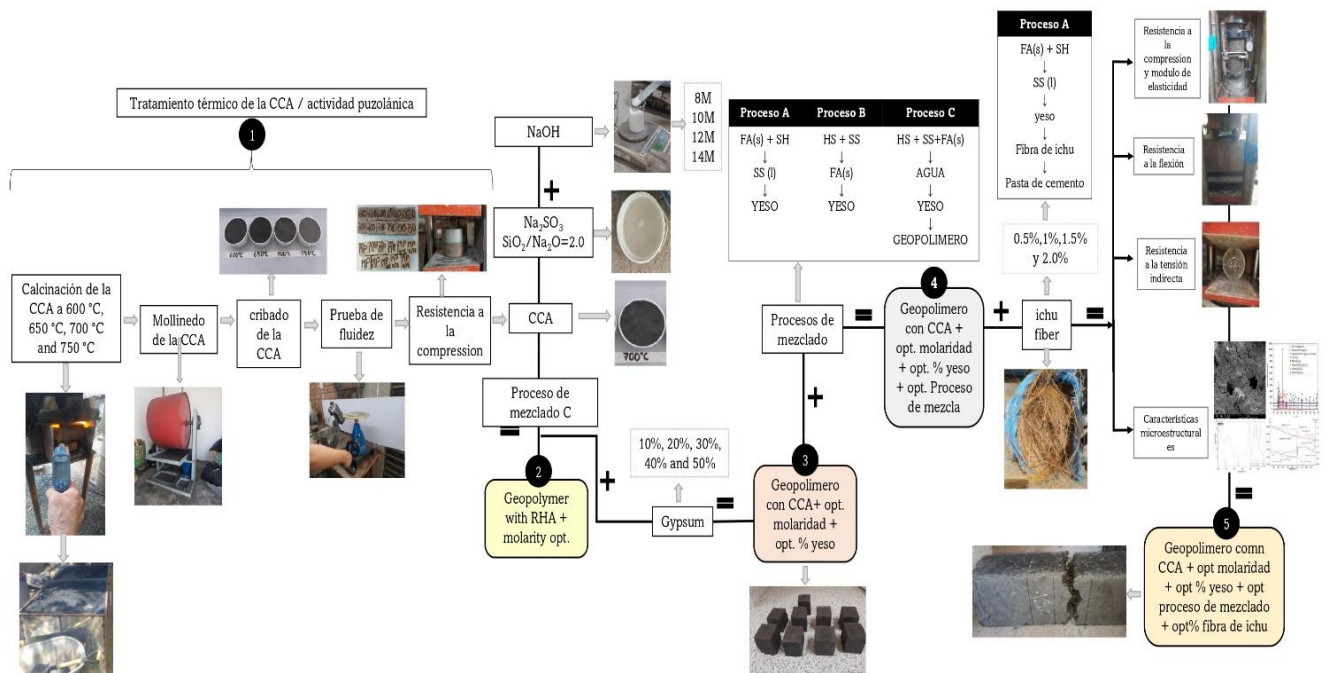 Tratamiento térmico de la CCA / actividad puzolánica
1
Calcinación de la
CCA a 600 °C,
650 °C, 700 °C
and 750 °C
Mollinedo
de la CCA
cribado
de la
CCA
600°C
650°C
700°C
750°C
Prueba de
fluidez
Resistencia a
la
compression
NaOH
8M
10M
12M
14M
+
Na₂SO₃
SiO₂/Na₂O=2.0
CCA
700°C
Proceso de
mezclado C
=
2
Geopolymer
with RHA +
molarity opt.
+
10%, 20%, 30%,
40% and 50%
Gypsum
=
3
Geopolimero
con CCA+ opt.
molaridad +
opt. % yeso
+
Procesos de
mezclado
Proceso A
FA(s) + SH
↓
SS (l)
↓
YESO
Proceso B
HS + SS
↓
FA(s)
↓
YESO
Proceso C
HS + SS+FA(s)
↓
AGUA
↓
YESO
↓
GEOPOLIMERO
=
4
Geopolimero
con CCA +
opt. molaridad
+ opt. % yeso
+ opt. Proceso
de mezcla
+
ichu
fiber
0.5%,1%,1.5%
y 2.0%
Proceso A
FA(s) + SH
↓
SS (l)
↓
yeso
↓
Fibra de ichu
↓
Pasta de cemento
=
Resistencia a
la
compression
y modulo de
elasticidad
Resistencia
a la flexión
Resistencia
a la tensión
indirecta
Características
microestructural
es
=
5
Geopolimero comn
CCA + opt molaridad
+ opt % yeso + opt
proceso de mezclado
+ opt% fibra de ichu